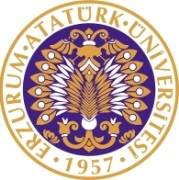 ERZURUM · ATATÜRK · ÜNİVERSİTESİ
· 1957 ·